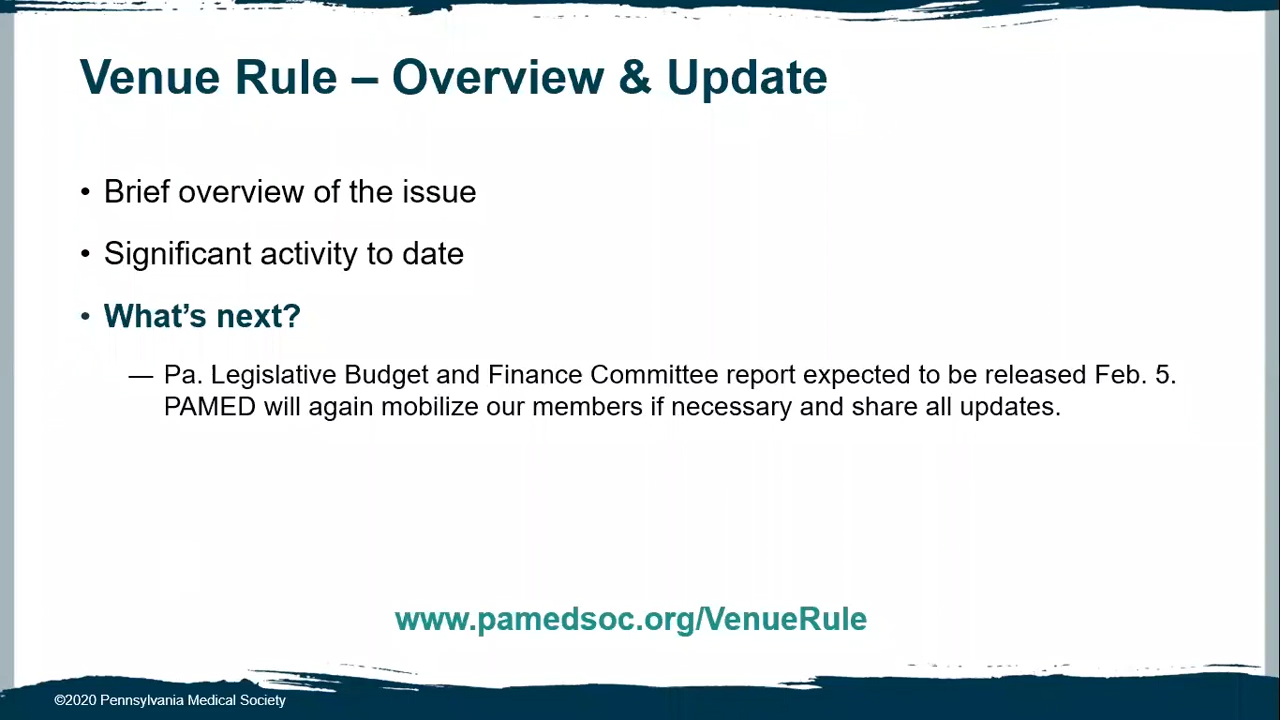 Venue Rule – Overview & Update
• Brief overview of the issue
• Significant activity to date
• What’s next?
— Pa. Legislative Budget and Finance Committee report expected to be released Feb. 5.
PAMED will again mobilize our members if necessary and share all updates.
www.pamedsoc.org/VenueRule
©2020 Pennsylvania Medical Society